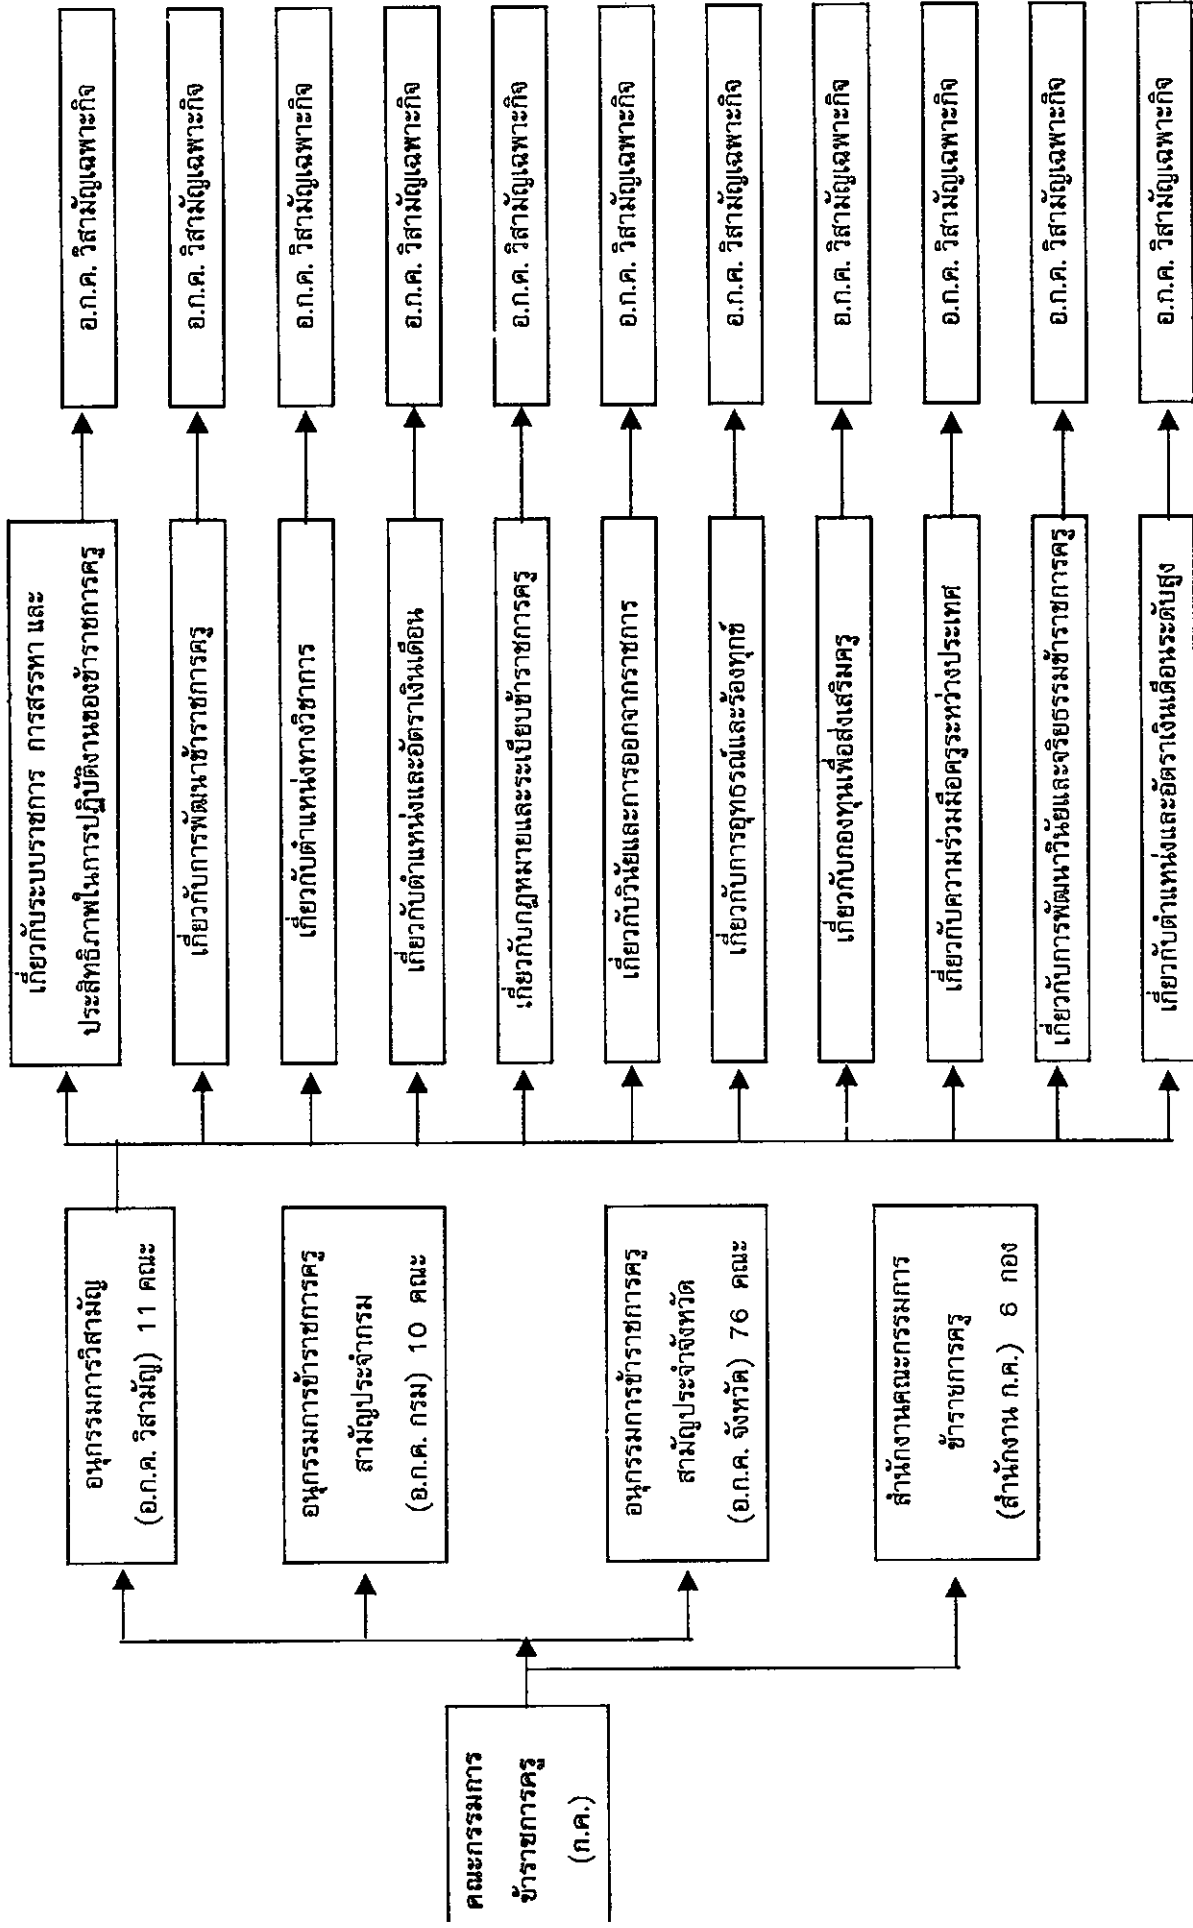 คณะกรรมการ
ข้าราชการครู
(ก.ค.)
อนุกรรมการวิสามัญ
(อ.ก.ค. วิสามัญ) 11 คณะ
อนุกรรมการข้าราชการครู
สามัญประจำกรม
(อ.ก.ค. กรม) 10 คณะ
อนุกรรมการข้าราชการครู
สามัญประจำจังหวัด
(อ.ก.ค. จังหวัด) 76 คณะ
สำนักงานคณะกรรมการ
ข้าราชการครู
(สำนักงาน ก.ค.) 6 กอง
เกี่ยวกับระบบราชการ การสรรหา และ
ประสิทธิภาพในการปฏิบัติงานของข้าราชการครู
อ.ก.ค. วิสามัญเฉพาะกิจ
เกี่ยวกับการพัฒนาข้าราชการครู
อ.ก.ค. วิสามัญเฉพาะกิจ
เกี่ยวกับตำแหน่งทางวิชาการ
อ.ก.ค. วิสามัญเฉพาะกิจ
เกี่ยวกับตำแหน่งและอัตราเงินเดือน
อ.ก.ค. วิสามัญเฉพาะกิจ
เกี่ยวกับกฎหมายและระเบียบข้าราชการครู
อ.ก.ค. วิสามัญเฉพาะกิจ
เกี่ยวกับวินัยและการออกจากราชการ
อ.ก.ค. วิสามัญเฉพาะกิจ
เกี่ยวกับการอุทธรณ์และร้องทุกข์
อ.ก.ค. วิสามัญเฉพาะกิจ
เกี่ยวกับกองทุนเพื่อส่งเสริมครู
อ.ก.ค. วิสามัญเฉพาะกิจ
เกี่ยวกับความร่วมมือครูระหว่างประเทศ
อ.ก.ค. วิสามัญเฉพาะกิจ
เกี่ยวกับการพัฒนาวินัยและจริยธรรมข้าราชการครู
อ.ก.ค. วิสามัญเฉพาะกิจ
เกี่ยวกับตำแหน่งและอัตราเงินเดือนระดับสูง
อ.ก.ค. วิสามัญเฉพาะกิจ